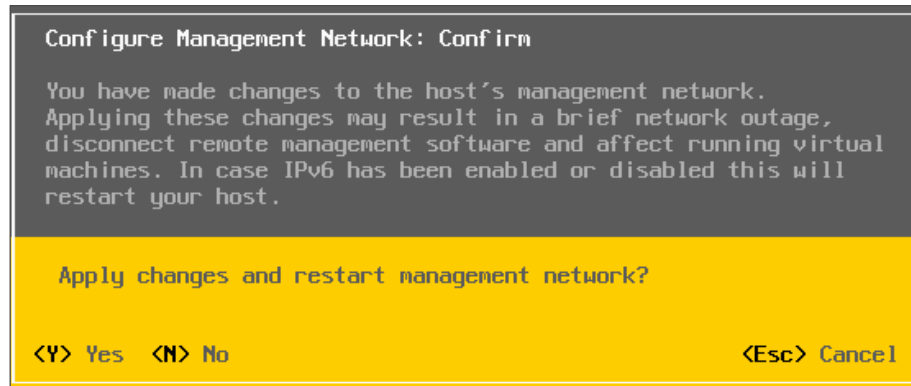 Configure Management Network: Confirm
You have made changes to the host's management network.
Applying these changes may result in a brief network outage,
disconnect remote management software and affect running virtual
machines. In case IPv6 has been enabled or disabled this will
restart your host.
Apply changes and restart management network?
<Y> Yes <N> No <Esc> Cancel